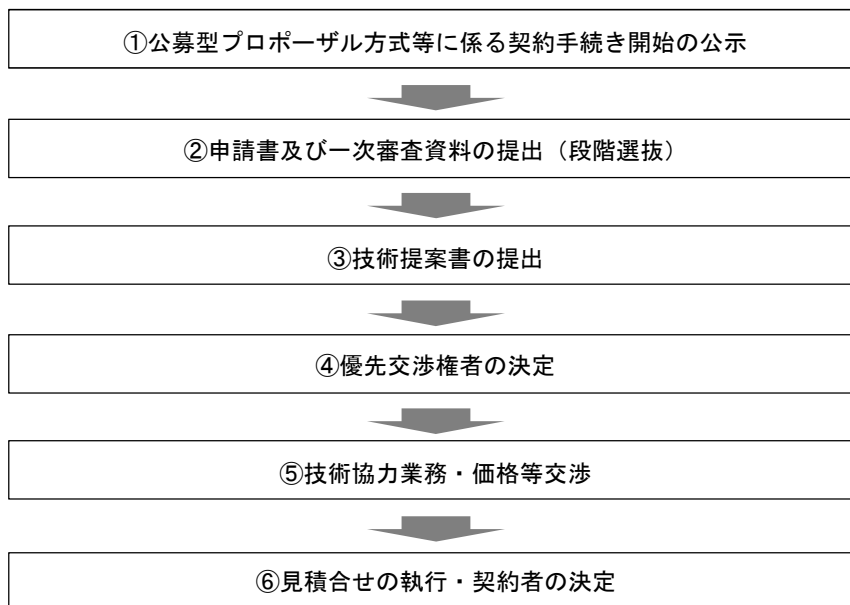 ①公募型プロポーザル方式等に係る契約手続き開始の公示
②申請書及び一次審査資料の提出（段階選抜）
③技術提案書の提出
④優先交渉権者の決定
⑤技術協力業務・価格等交渉
⑥見積合せの執行・契約者の決定